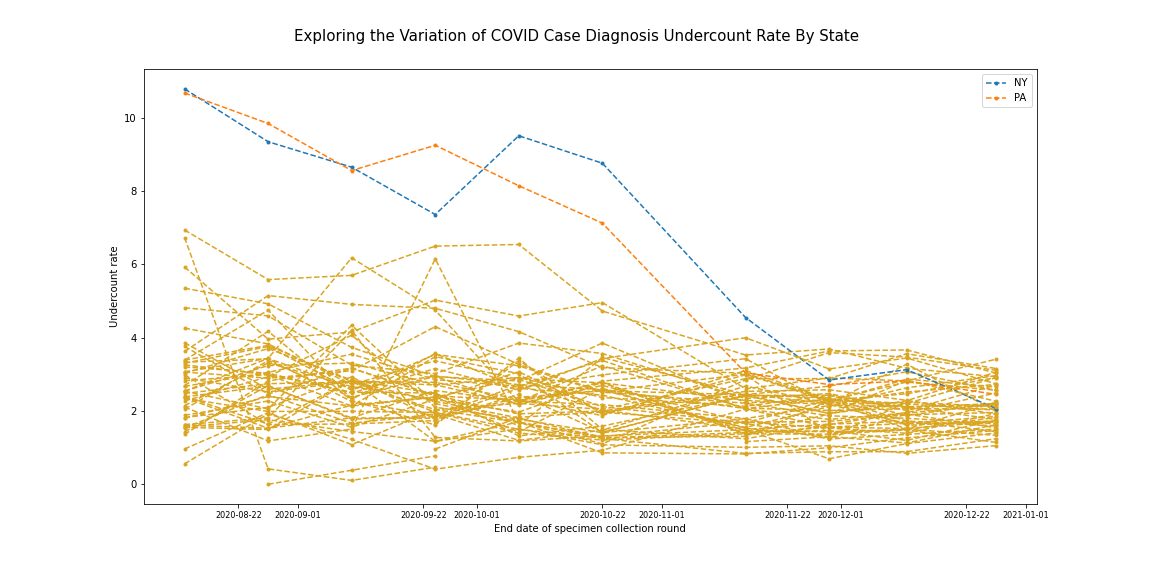 Exploring the Variation of COVID Case Diagnosis Undercount Rate By State
NY
PA
10
8
6
4
2
0
Undercount rate
2020-08-22 2020-09-01 2020-09-22 2020-10-01 2020-10-22 2020-11-01 2020-11-22 2020-12-01 2020-12-22 2021-01-01
End date of specimen collection round